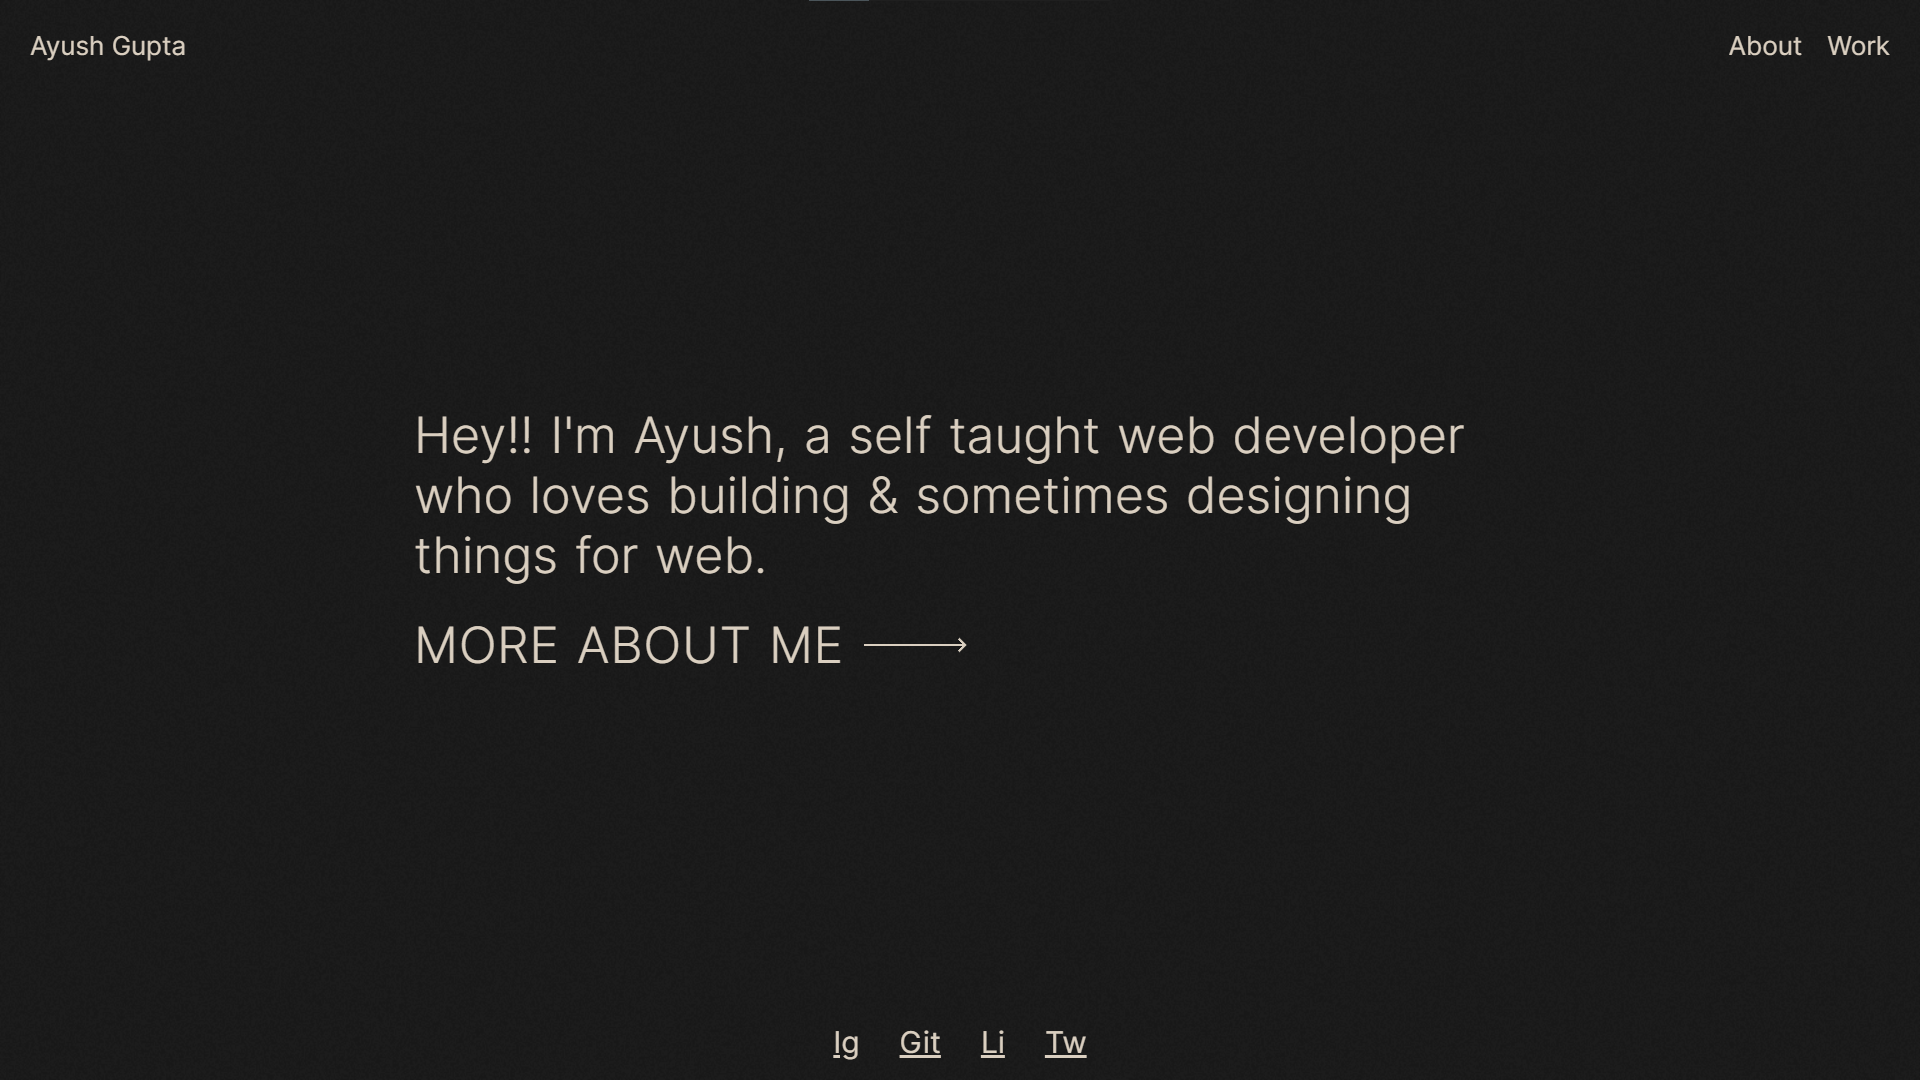 Ayush Gupta
About Work
Hey!! I'm Ayush, a self taught web developer
who loves building & sometimes designing
things for web.
MORE ABOUT ME
Ig Git Li Tw